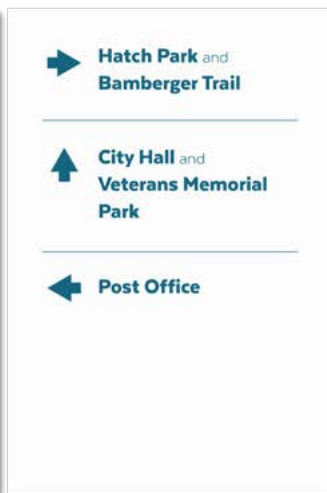 Hatch Park and
Bamberger Trail
City Hall and
Veterans Memorial
Park
Post Office